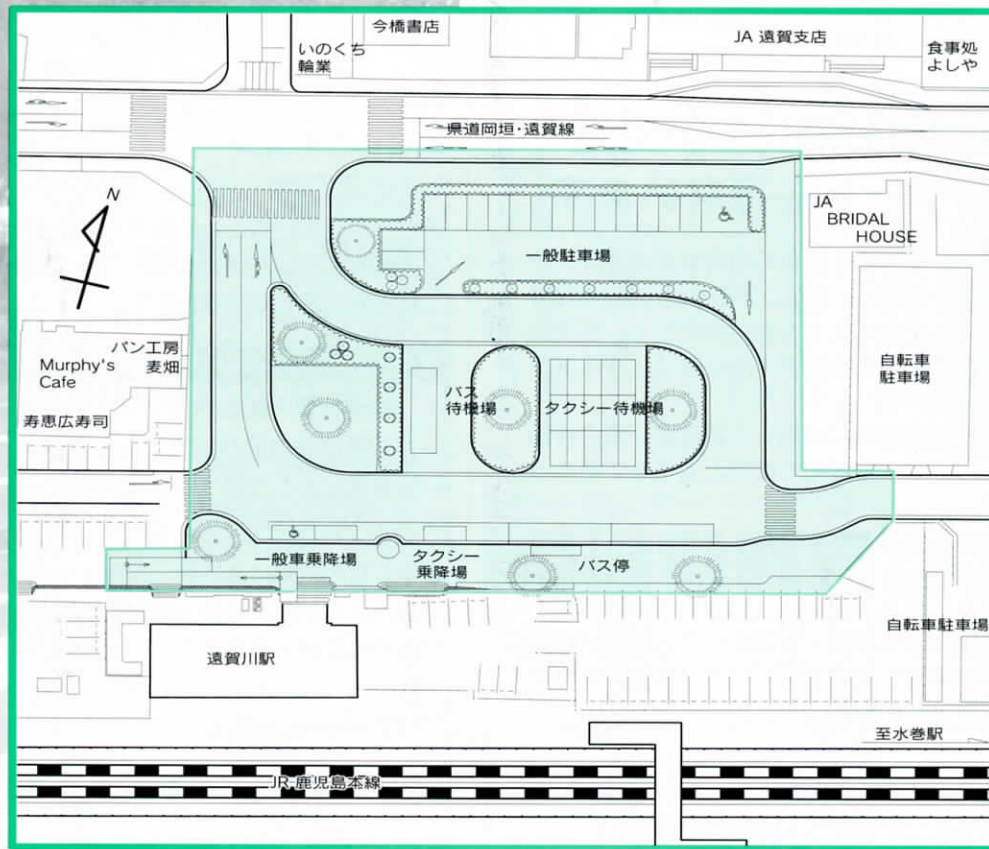 今橋書店
いのくち
輪業
JA 遠賀支店
食事処
よしや
県道岡垣・遠賀線
N
JA
BRIDAL
HOUSE
一般駐車場
パン工房
麦畑
Murphy's
Cafe
寿恵広寿司
バス
待機場
タクシー待機場
自転車
駐車場
一般車乗降場
タクシー
乗降場
バス停
遠賀川駅
自転車駐車場
至水巻駅
JR 鹿児島本線